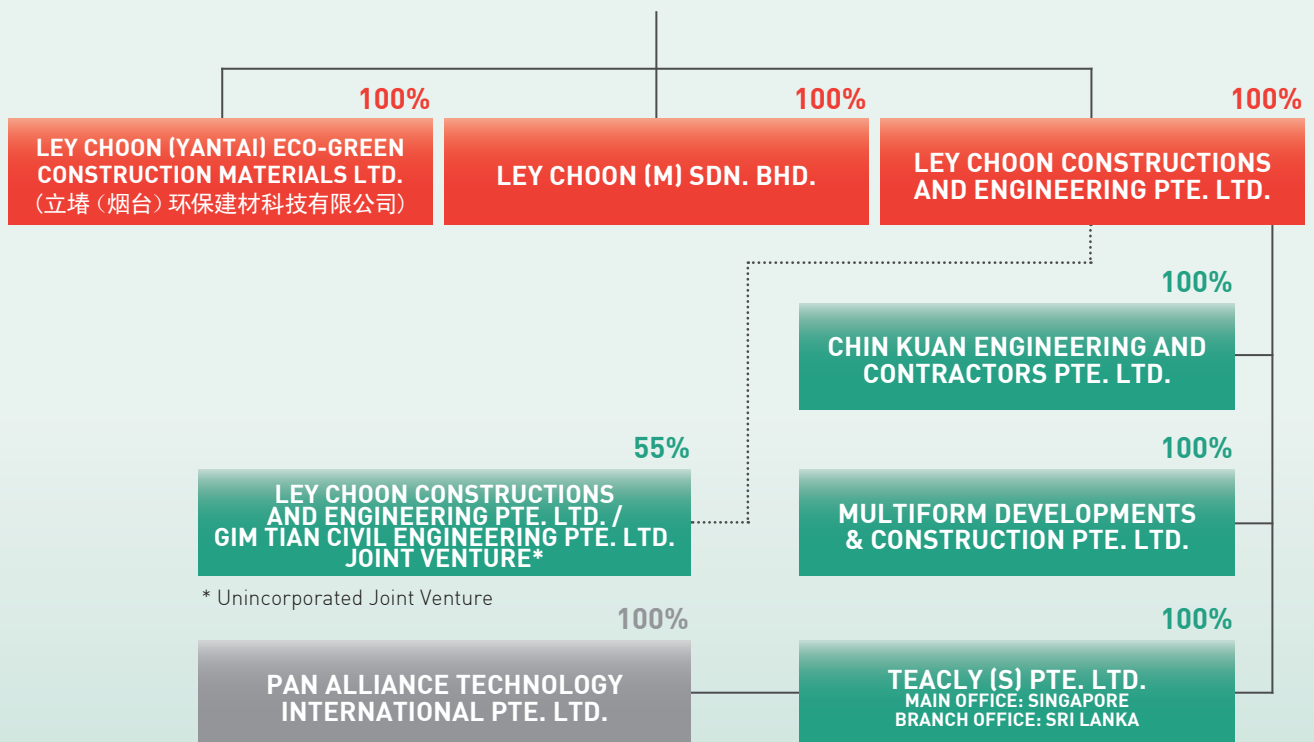 100%
LEY CHOON (YANTAI) ECO-GREEN
CONSTRUCTION MATERIALS LTD.
(立堾（烟台）环保建材科技有限公司)
100%
LEY CHOON (M) SDN. BHD.
100%
LEY CHOON CONSTRUCTIONS
AND ENGINEERING PTE. LTD.
100%
CHIN KUAN ENGINEERING AND
CONTRACTORS PTE. LTD.
55%
LEY CHOON CONSTRUCTIONS
AND ENGINEERING PTE. LTD. /
GIM TIAN CIVIL ENGINEERING PTE. LTD.
JOINT VENTURE*
* Unincorporated Joint Venture
100%
MULTIFORM DEVELOPMENTS
& CONSTRUCTION PTE. LTD.
100%
PAN ALLIANCE TECHNOLOGY
INTERNATIONAL PTE. LTD.
100%
TEACLY (S) PTE. LTD.
MAIN OFFICE: SINGAPORE
BRANCH OFFICE: SRI LANKA